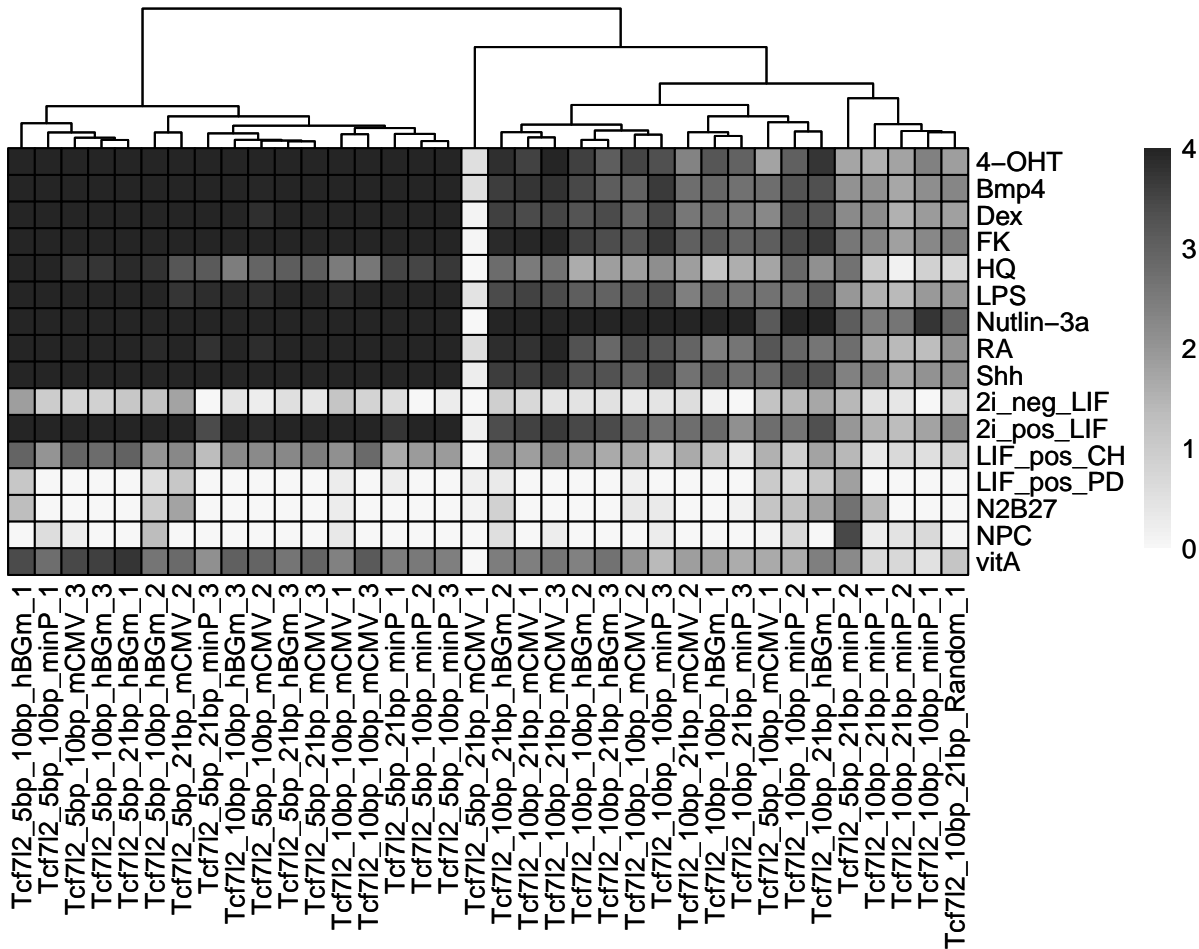 4−OHT
Bmp4
Dex
FK
HQ
LPS
Nutlin−3a
RA
Shh
2i_neg_LIF
2i_pos_LIF
LIF_pos_CH
LIF_pos_PD
N2B27
NPC
vitA
4
3
2
1
0
Tcf7l2_5bp_10bp_hBGm_1
Tcf7l2_5bp_10bp_minP_1
Tcf7l2_5bp_10bp_mCMV_3
Tcf7l2_5bp_21bp_hBGm_3
Tcf7l2_5bp_21bp_hBGm_1
Tcf7l2_5bp_10bp_hBGm_2
Tcf7l2_5bp_21bp_mCMV_2
Tcf7l2_5bp_21bp_minP_3
Tcf7l2_10bp_10bp_hBGm_3
Tcf7l2_5bp_10bp_mCMV_2
Tcf7l2_5bp_21bp_hBGm_3
Tcf7l2_5bp_21bp_mCMV_3
Tcf7l2_10bp_10bp_mCMV_1
Tcf7l2_10bp_10bp_mCMV_3
Tcf7l2_5bp_21bp_minP_1
Tcf7l2_5bp_10bp_minP_2
Tcf7l2_5bp_10bp_minP_3
Tcf7l2_5bp_21bp_mCMV_1
Tcf7l2_10bp_21bp_hBGm_2
Tcf7l2_10bp_21bp_mCMV_1
Tcf7l2_10bp_21bp_mCMV_3
Tcf7l2_10bp_10bp_hBGm_2
Tcf7l2_10bp_21bp_hBGm_3
Tcf7l2_10bp_10bp_mCMV_2
Tcf7l2_10bp_10bp_minP_3
Tcf7l2_10bp_21bp_mCMV_2
Tcf7l2_10bp_10bp_hBGm_1
Tcf7l2_10bp_21bp_minP_3
Tcf7l2_5bp_10bp_mCMV_1
Tcf7l2_10bp_10bp_minP_2
Tcf7l2_10bp_21bp_hBGm_1
Tcf7l2_5bp_21bp_minP_2
Tcf7l2_10bp_21bp_minP_1
Tcf7l2_10bp_21bp_minP_2
Tcf7l2_10bp_10bp_minP_1
Tcf7l2_10bp_21bp_Random_1